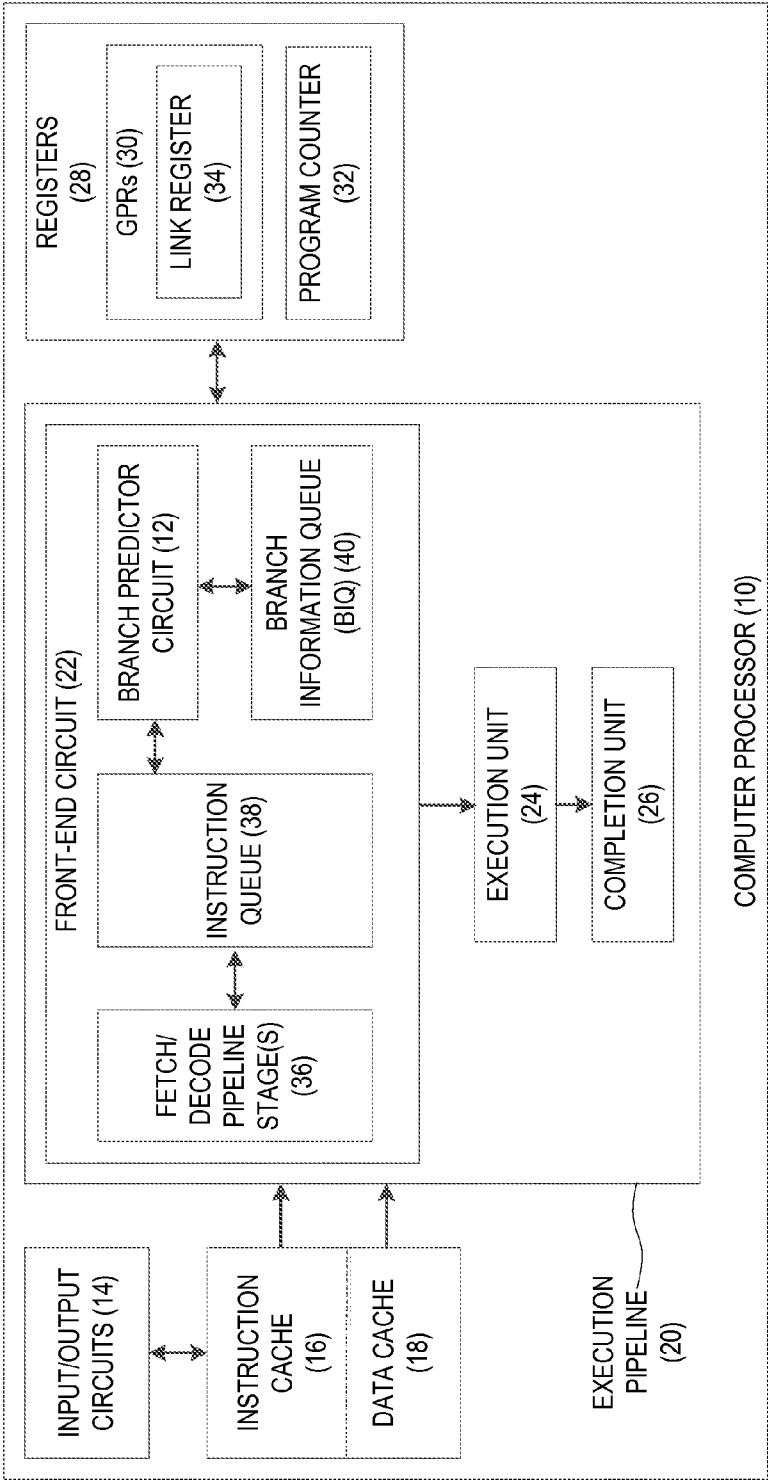 INPUT/OUTPUT
CIRCUITS (14)
INSTRUCTION
CACHE
(16)
DATA CACHE
(18)
EXECUTION
PIPELINE
(20)
FRONT-END CIRCUIT (22)
FETCH/
DECODE
PIPELINE
STAGE(S)
(36)
INSTRUCTION
QUEUE (38)
BRANCH PREDICTOR
CIRCUIT (12)
BRANCH
INFORMATION QUEUE
(BIQ) (40)
EXECUTION UNIT
(24)
COMPLETION UNIT
(26)
REGISTERS
(28)
GPRs (30)
LINK REGISTER
(34)
PROGRAM COUNTER
(32)
COMPUTER PROCESSOR (10)